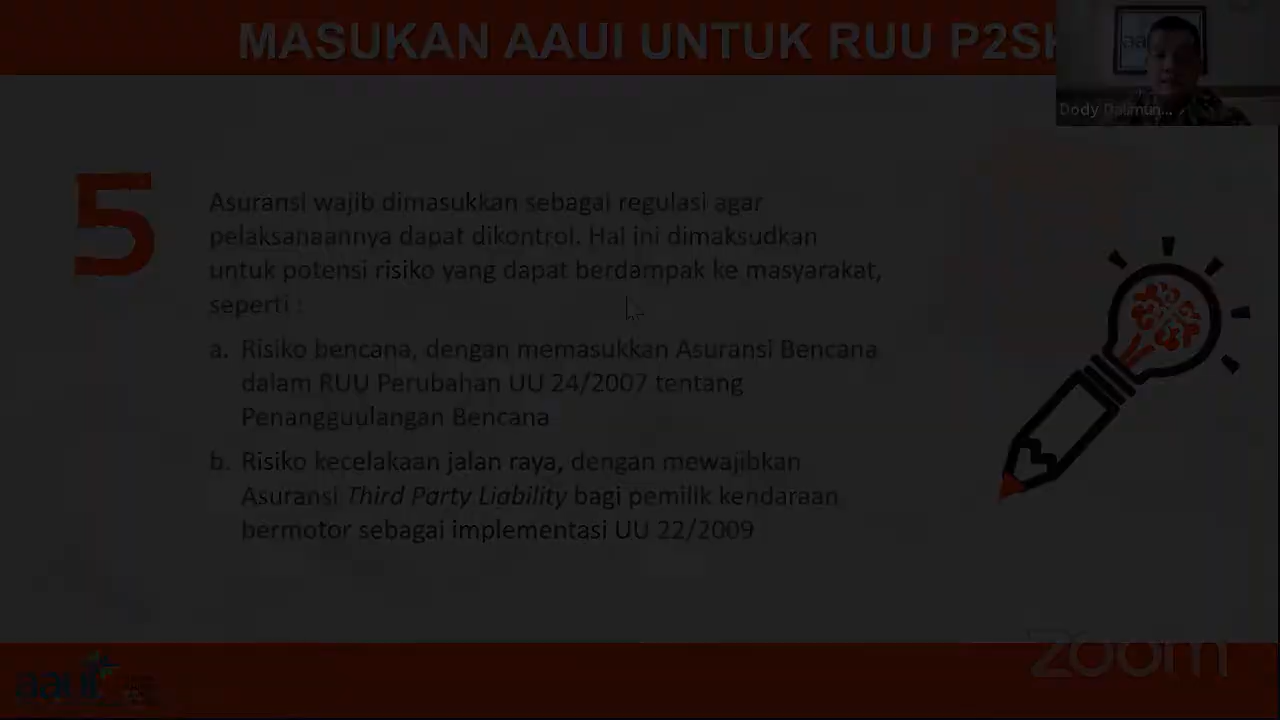 MASUKAN AAUI UNTUK RUU P2SK
Dody Dalimun...
5
Asuransi wajib dimasukkan sebagai regulasi agar
pelaksanaannya dapat dikontrol. Hal ini dimaksudkan
untuk potensi risiko yang dapat berdampak ke masyarakat,
seperti :
a. Risiko bencana, dengan memasukkan Asuransi Bencana
dalam RUU Perubahan UU 24/2007 tentang
Penangguulangan Bencana
b. Risiko kecelakaan jalan raya, dengan mewajibkan
Asuransi Third Party Liability bagi pemilik kendaraan
bermotor sebagai implementasi UU 22/2009
aaui
zoom